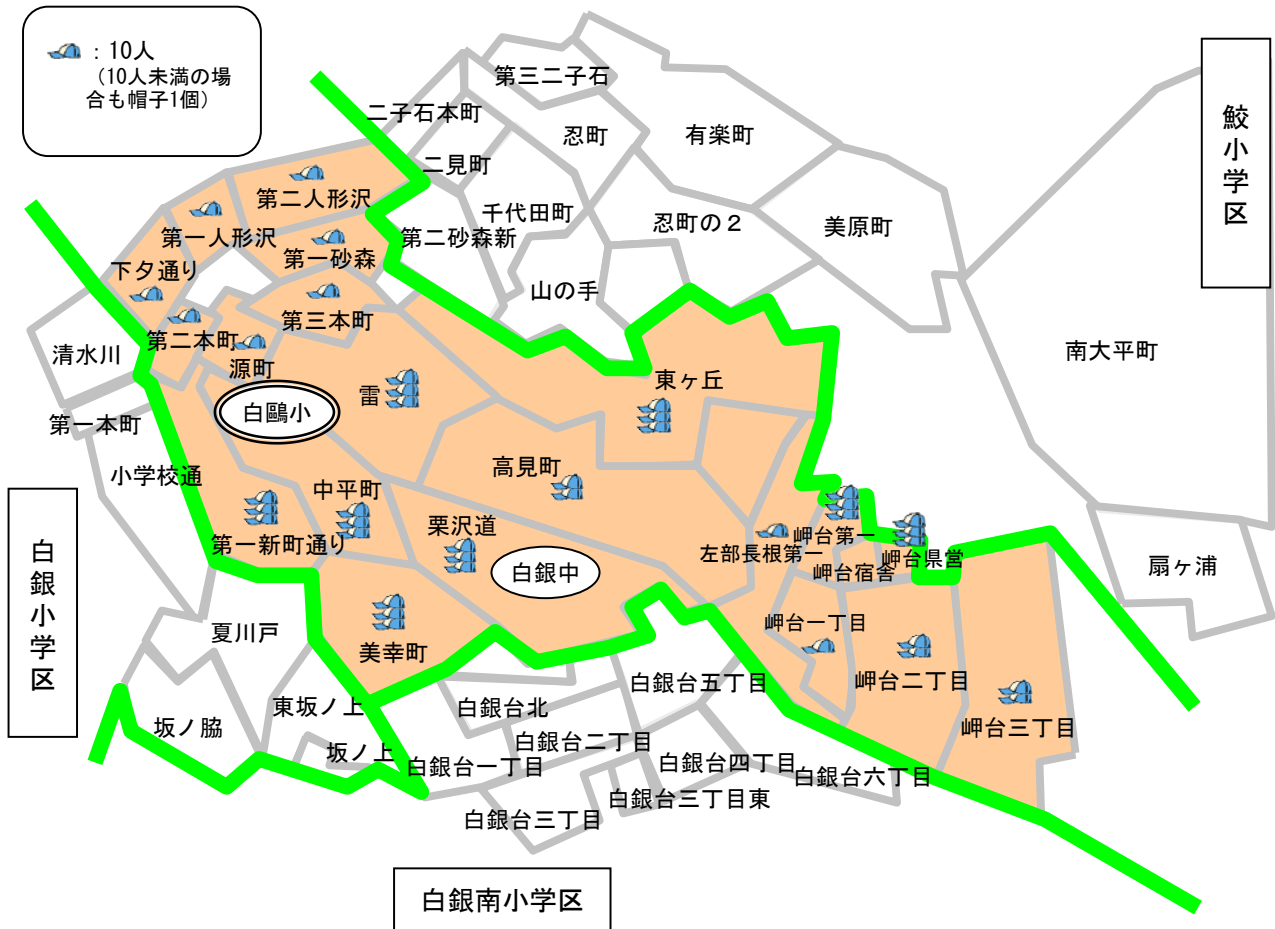 ：10人
（10人未満の場
合も帽子1個）
鮫小学区
第三二子石
二子石本町
忍町
有楽町
二見町
第二人形沢
千代田町
忍町の２
美原町
第一人形沢
第二砂森新
第一砂森
下夕通り
山の手
第三本町
第二本町
清水川
源町
南大平町
東ヶ丘
雷
白鷗小
第一本町
高見町
小学校通
中平町
栗沢道
第一新町通り
岬台第一
左部長根第一
岬台県営
岬台宿舎
白銀中
扇ヶ浦
白銀小学区
夏川戸
美幸町
岬台一丁目
岬台二丁目
白銀台五丁目
岬台三丁目
東坂ノ上
白銀台北
坂ノ脇
坂ノ上
白銀台二丁目
白銀台一丁目
白銀台四丁目
白銀台六丁目
白銀台三丁目東
白銀台三丁目
白銀南小学区